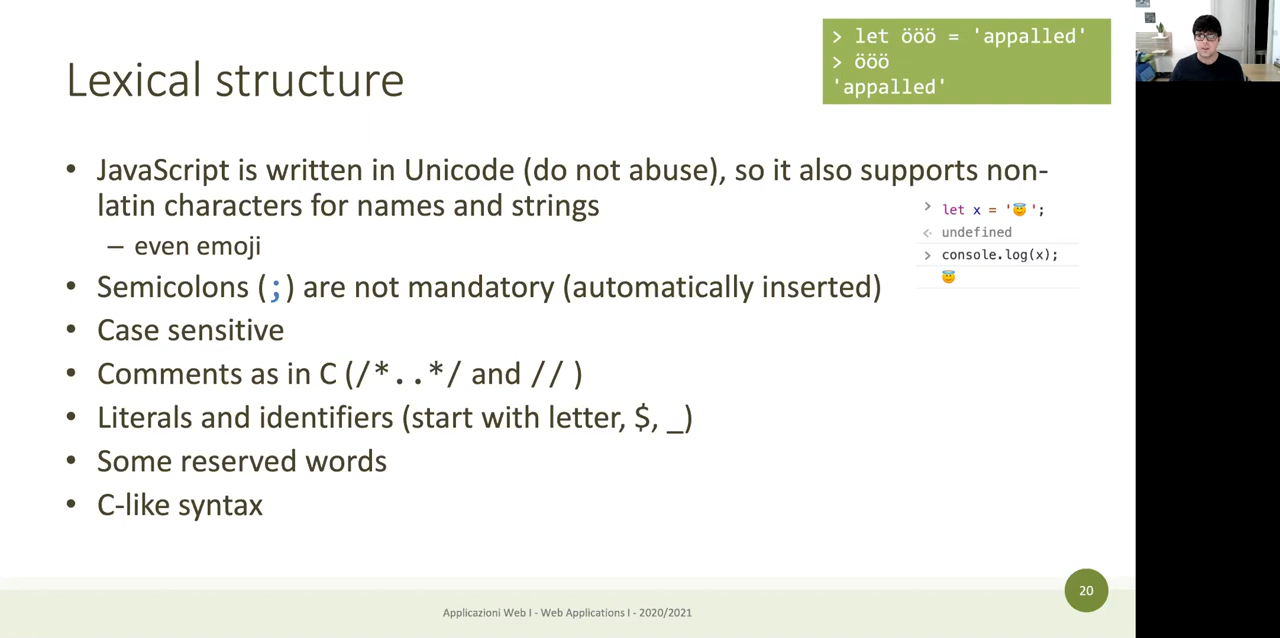 Lexical structure
> let ööö = 'appalled'
> ööö
'appalled'
• JavaScript is written in Unicode (do not abuse), so it also supports non-
latin characters for names and strings
– even emoji
> let x = '😇';
<· undefined
> console.log(x);
😇
• Semicolons (;) are not mandatory (automatically inserted)
• Case sensitive
• Comments as in C (/*..*/ and // )
• Literals and identifiers (start with letter, $, _)
• Some reserved words
• C-like syntax
Applicazioni Web I - Web Applications I - 2020/2021
20